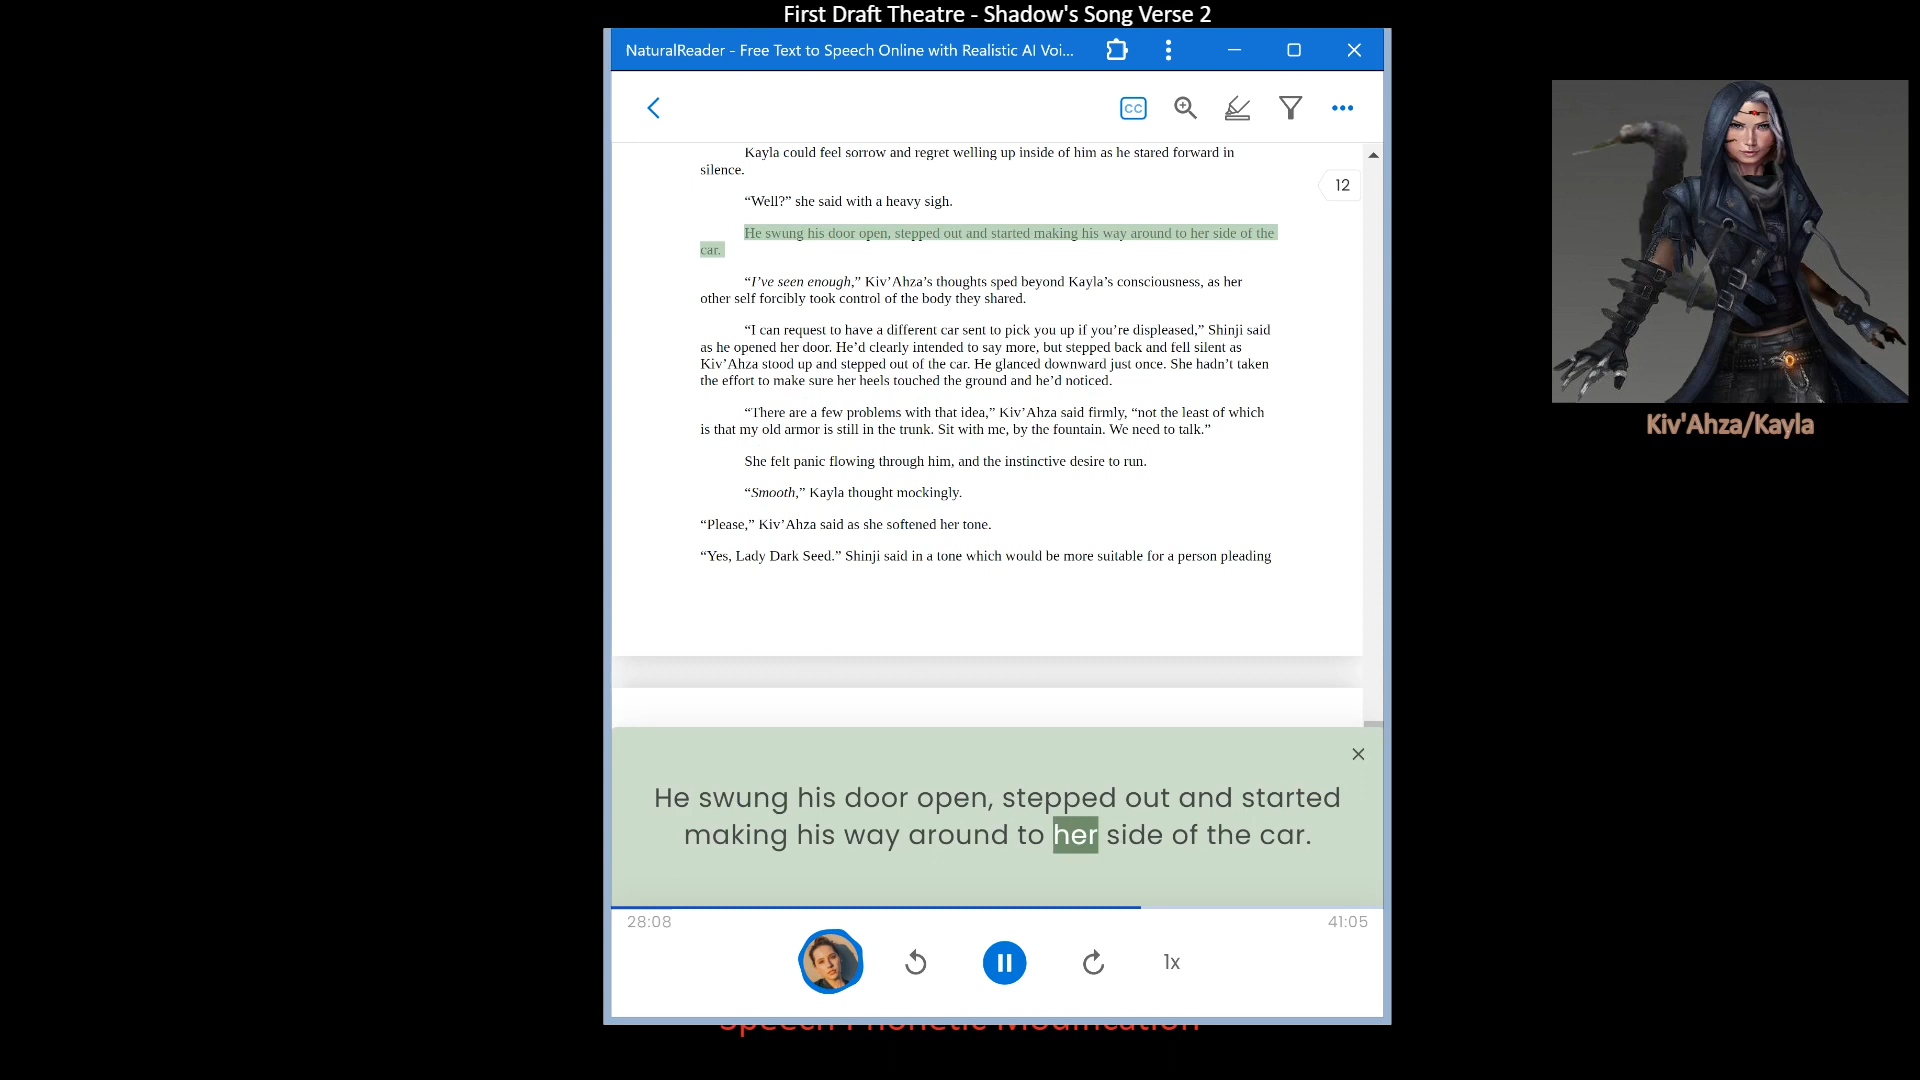 First Draft Theatre - Shadow's Song Verse 2
NaturalReader - Free Text to Speech Online with Realistic AI Voi...
CC
12
Kayla could feel sorrow and regret welling up inside of him as he stared forward in
silence.
“Well?” she said with a heavy sigh.
He swung his door open, stepped out and started making his way around to her side of the
car.
“I’ve seen enough,” Kiv’Ahza’s thoughts sped beyond Kayla’s consciousness, as her
other self forcibly took control of the body they shared.
“I can request to have a different car sent to pick you up if you’re displeased,” Shinji said
as he opened her door. He’d clearly intended to say more, but stepped back and fell silent as
Kiv’Ahza stood up and stepped out of the car. He glanced downward just once. She hadn’t taken
the effort to make sure her heels touched the ground and he’d noticed.
“There are a few problems with that idea,” Kiv’Ahza said firmly, “not the least of which
is that my old armor is still in the trunk. Sit with me, by the fountain. We need to talk.”
She felt panic flowing through him, and the instinctive desire to run.
“Smooth,” Kayla thought mockingly.
“Please,” Kiv’Ahza said as she softened her tone.
“Yes, Lady Dark Seed.” Shinji said in a tone which would be more suitable for a person pleading
He swung his door open, stepped out and started
making his way around to her side of the car.
28:08
41:05
1x
Speech Phonetic Modification
Kiv'Ahza/Kayla